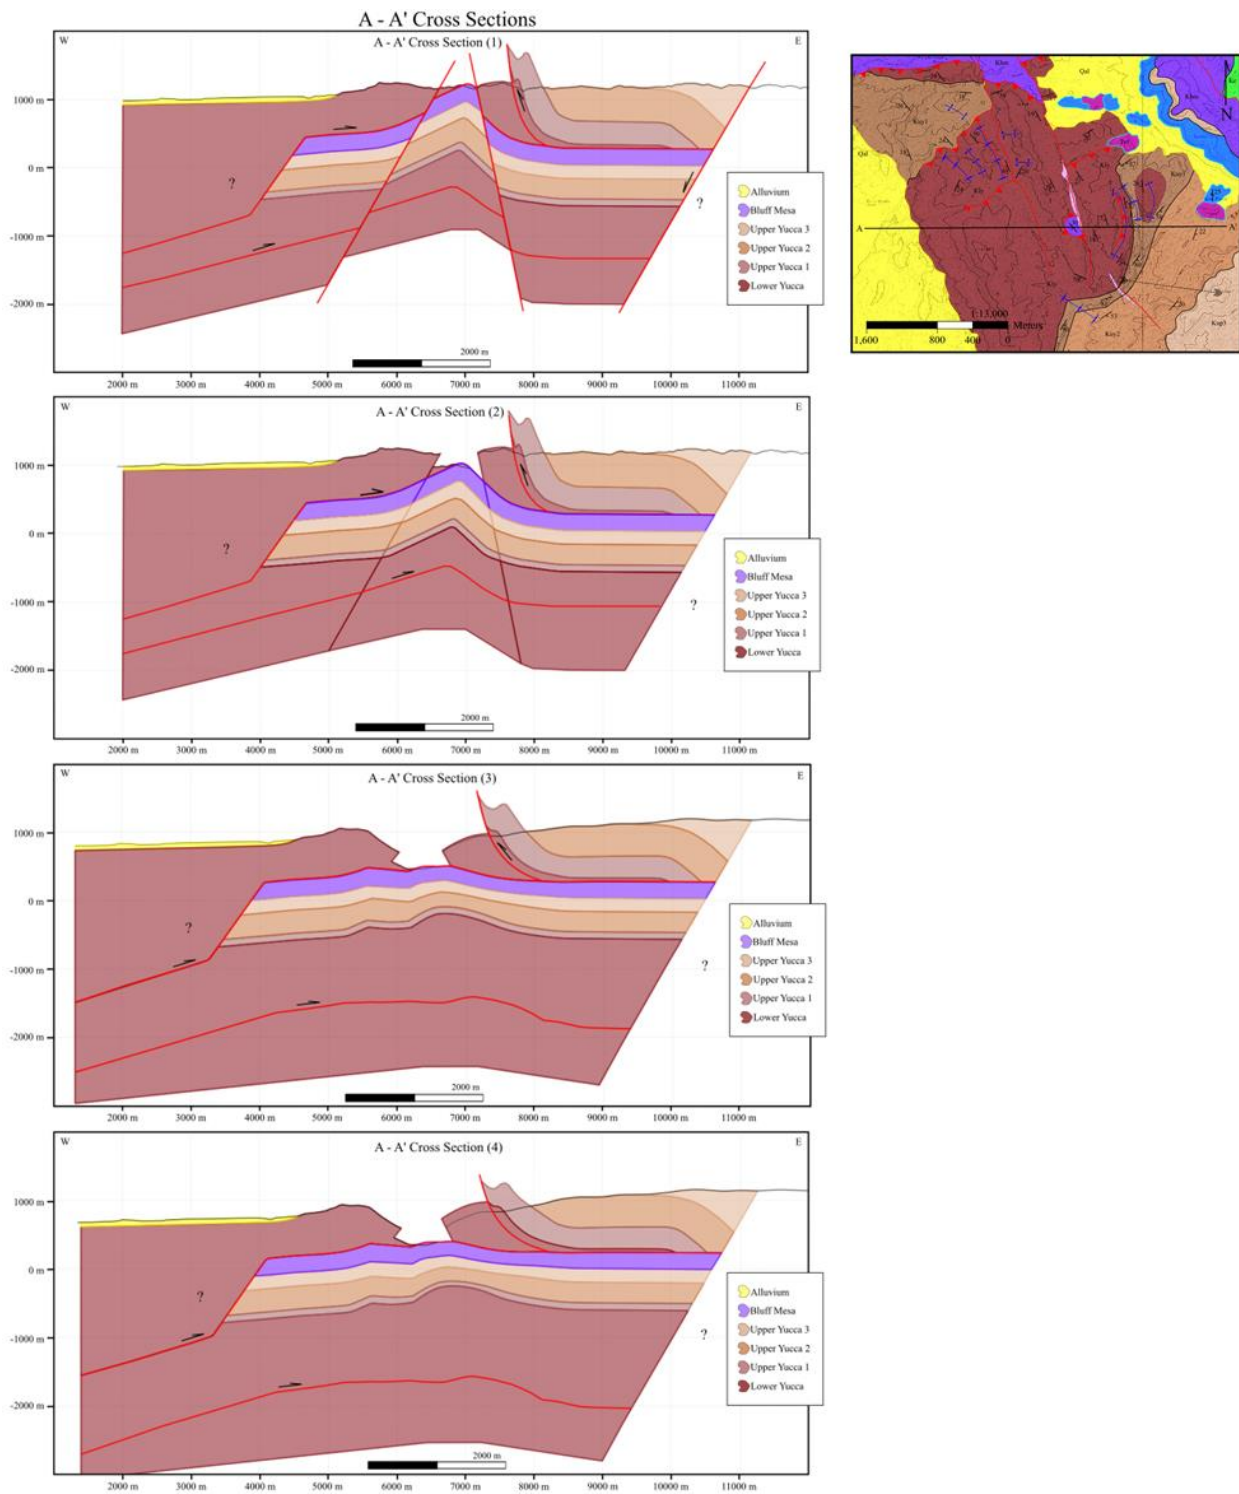 A - A' Cross Sections
W
A - A' Cross Section (1)
E
1000 m
0 m
-1000 m
-2000 m
?
?
Alluvium
Bluff Mesa
Upper Yucca 3
Upper Yucca 2
Upper Yucca 1
Lower Yucca
2000 m
2000 m 3000 m 4000 m 5000 m 6000 m 7000 m 8000 m 9000 m 10000 m 11000 m
Qal
N
Qal
A
A'
1:13,000
Meters
1,600 800 400 0
W
A - A' Cross Section (2)
E
1000 m
0 m
-1000 m
-2000 m
?
?
Alluvium
Bluff Mesa
Upper Yucca 3
Upper Yucca 2
Upper Yucca 1
Lower Yucca
2000 m
2000 m 3000 m 4000 m 5000 m 6000 m 7000 m 8000 m 9000 m 10000 m 11000 m
W
A - A' Cross Section (3)
E
1000 m
0 m
-1000 m
-2000 m
?
?
Alluvium
Bluff Mesa
Upper Yucca 3
Upper Yucca 2
Upper Yucca 1
Lower Yucca
2000 m
2000 m 3000 m 4000 m 5000 m 6000 m 7000 m 8000 m 9000 m 10000 m 11000 m
W
A - A' Cross Section (4)
E
1000 m
0 m
-1000 m
-2000 m
?
?
Alluvium
Bluff Mesa
Upper Yucca 3
Upper Yucca 2
Upper Yucca 1
Lower Yucca
2000 m
2000 m 3000 m 4000 m 5000 m 6000 m 7000 m 8000 m 9000 m 10000 m 11000 m